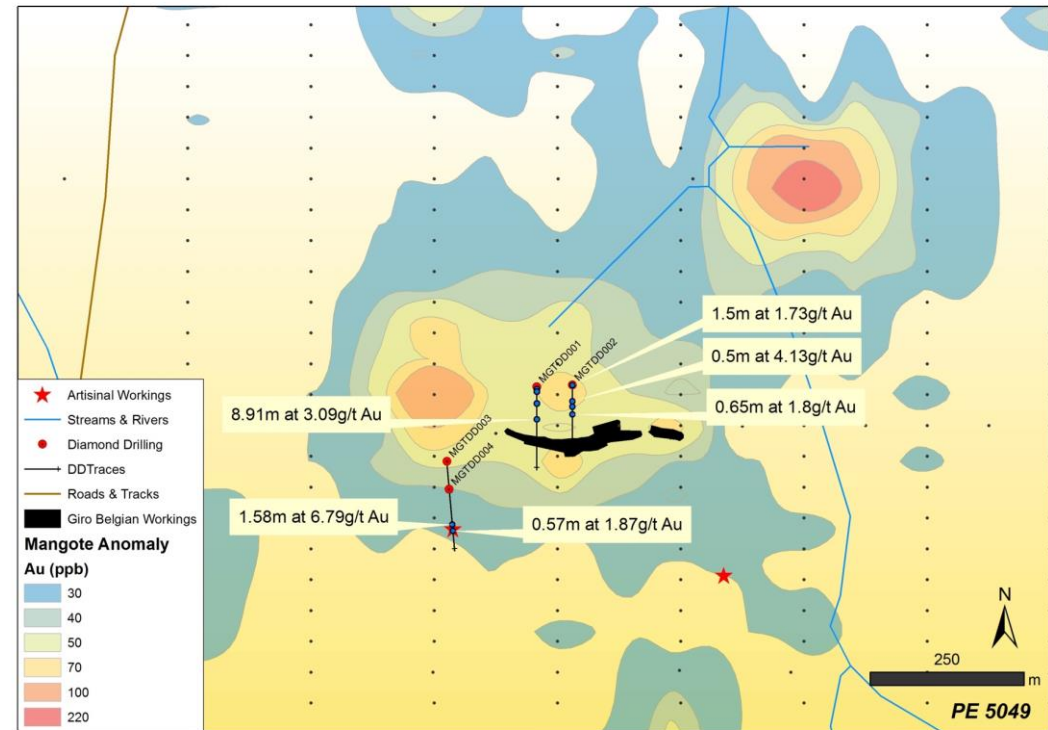 1.5m at 1.73g/t Au
MGTDD001
MGTDD002
0.5m at 4.13g/t Au
8.91m at 3.09g/t Au
0.65m at 1.8g/t Au
MGTDD003
MGTDD004
1.58m at 6.79g/t Au
0.57m at 1.87g/t Au
Artisinal Workings
Streams & Rivers
Diamond Drilling
DDTraces
Roads & Tracks
Giro Belgian Workings
Mangote Anomaly
Au (ppb)
30
40
50
70
100
220
N
250
m
PE 5049